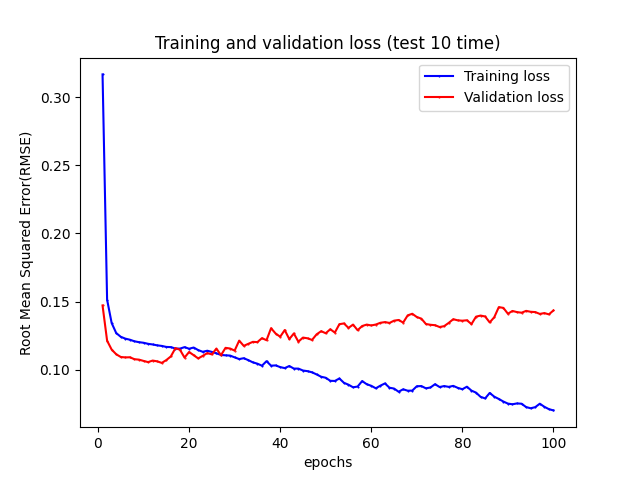 Training and validation loss (test 10 time)
Training loss
Validation loss
Root Mean Squared Error(RMSE)
0.30
0.25
0.20
0.15
0.10
0 20 40 60 80 100
epochs